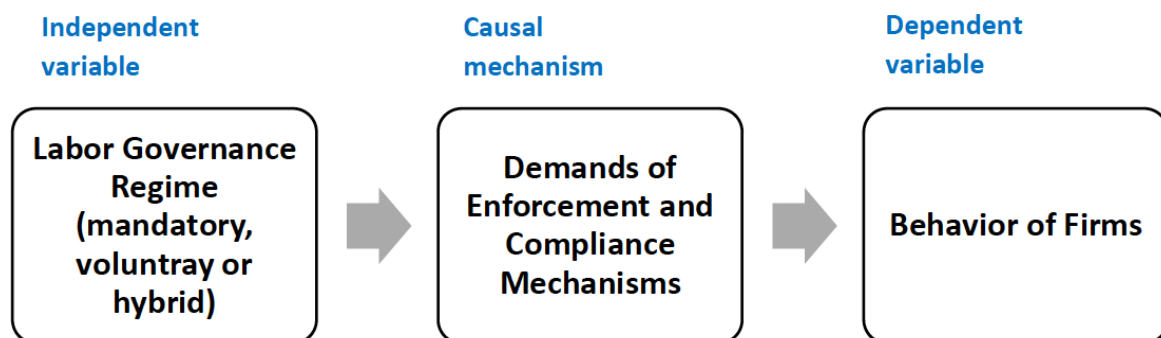 Independent
variable
Causal
mechanism
Dependent
variable
Labor Governance
Regime
(mandatory,
voluntray or
hybrid)
Demands of
Enforcement and
Compliance
Mechanisms
Behavior of Firms